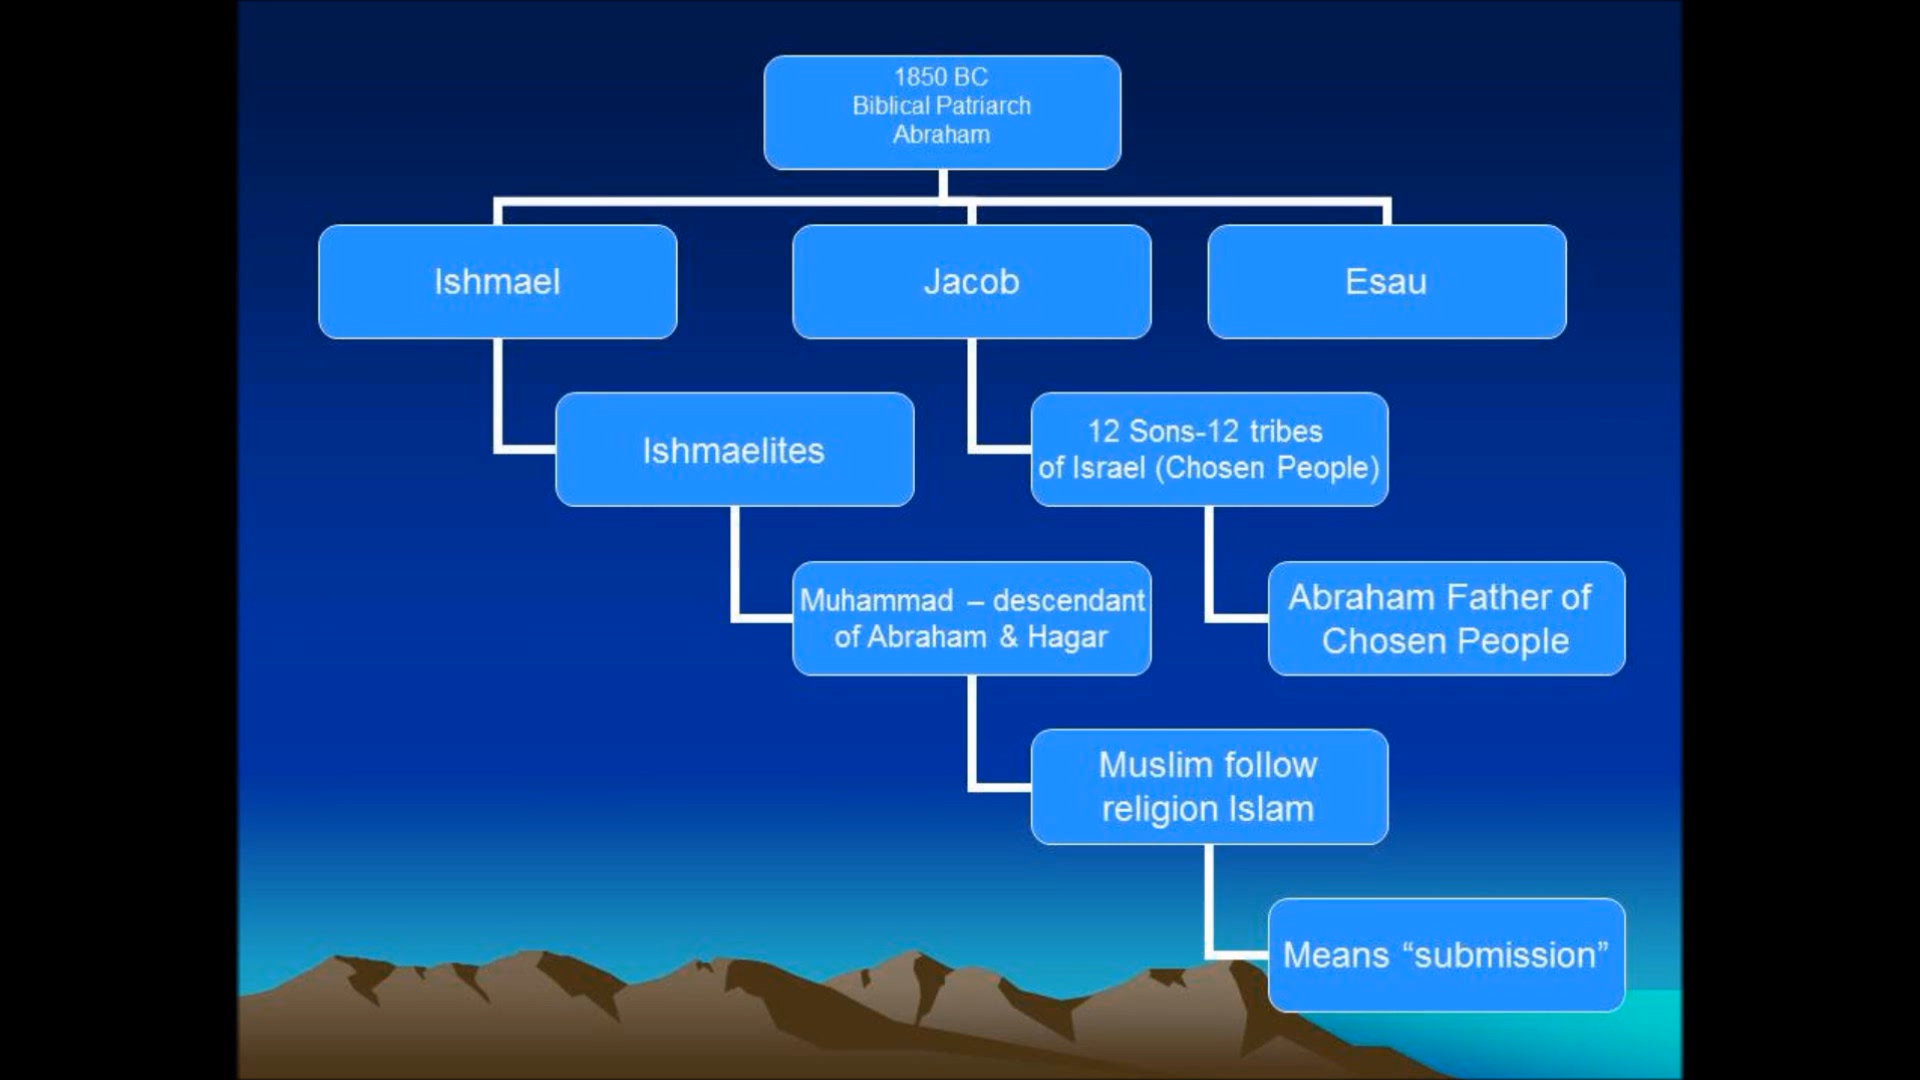 1850 BC
Biblical Patriarch
Abraham
Ishmael
Jacob
Esau
Ishmaelites
12 Sons-12 tribes
of Israel (Chosen People)
Muhammad – descendant
of Abraham & Hagar
Abraham Father of
Chosen People
Muslim follow
religion Islam
Means “submission”